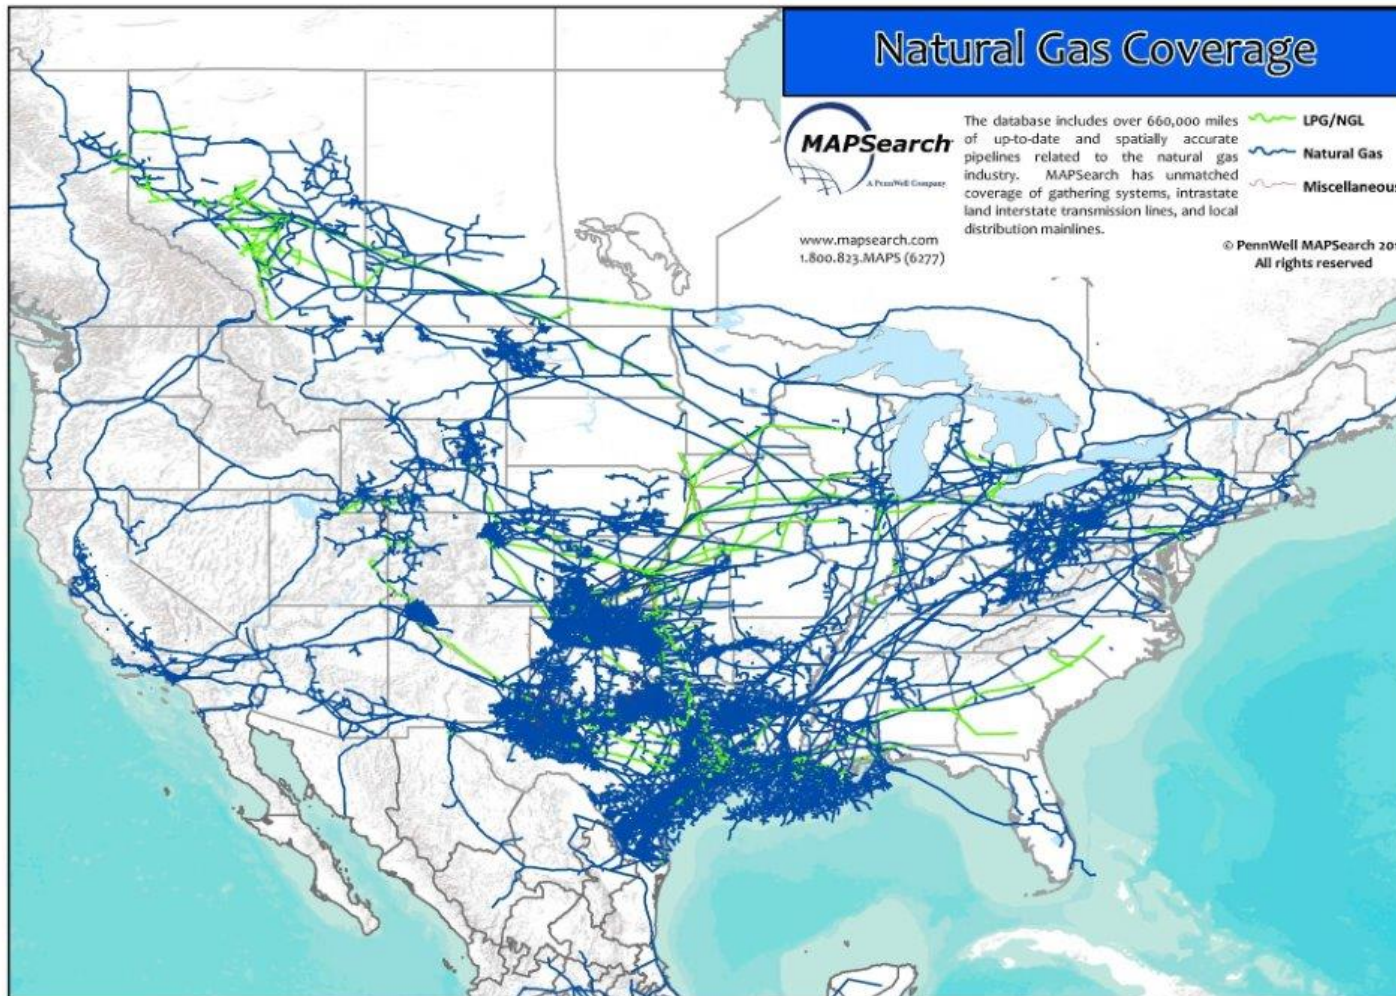 Natural Gas Coverage
MAPSearch
A PennWell Company
www.mapsearch.com
1.800.823.MAPS (6277)
The database includes over 660,000 miles
of up-to-date and spatially accurate
pipelines related to the natural gas
industry. MAPSearch has unmatched
coverage of gathering systems, intrastate
land interstate transmission lines, and local
distribution mainlines.
LPG/NGL
Natural Gas
Miscellaneous
© PennWell MAPSearch 201
All rights reserved